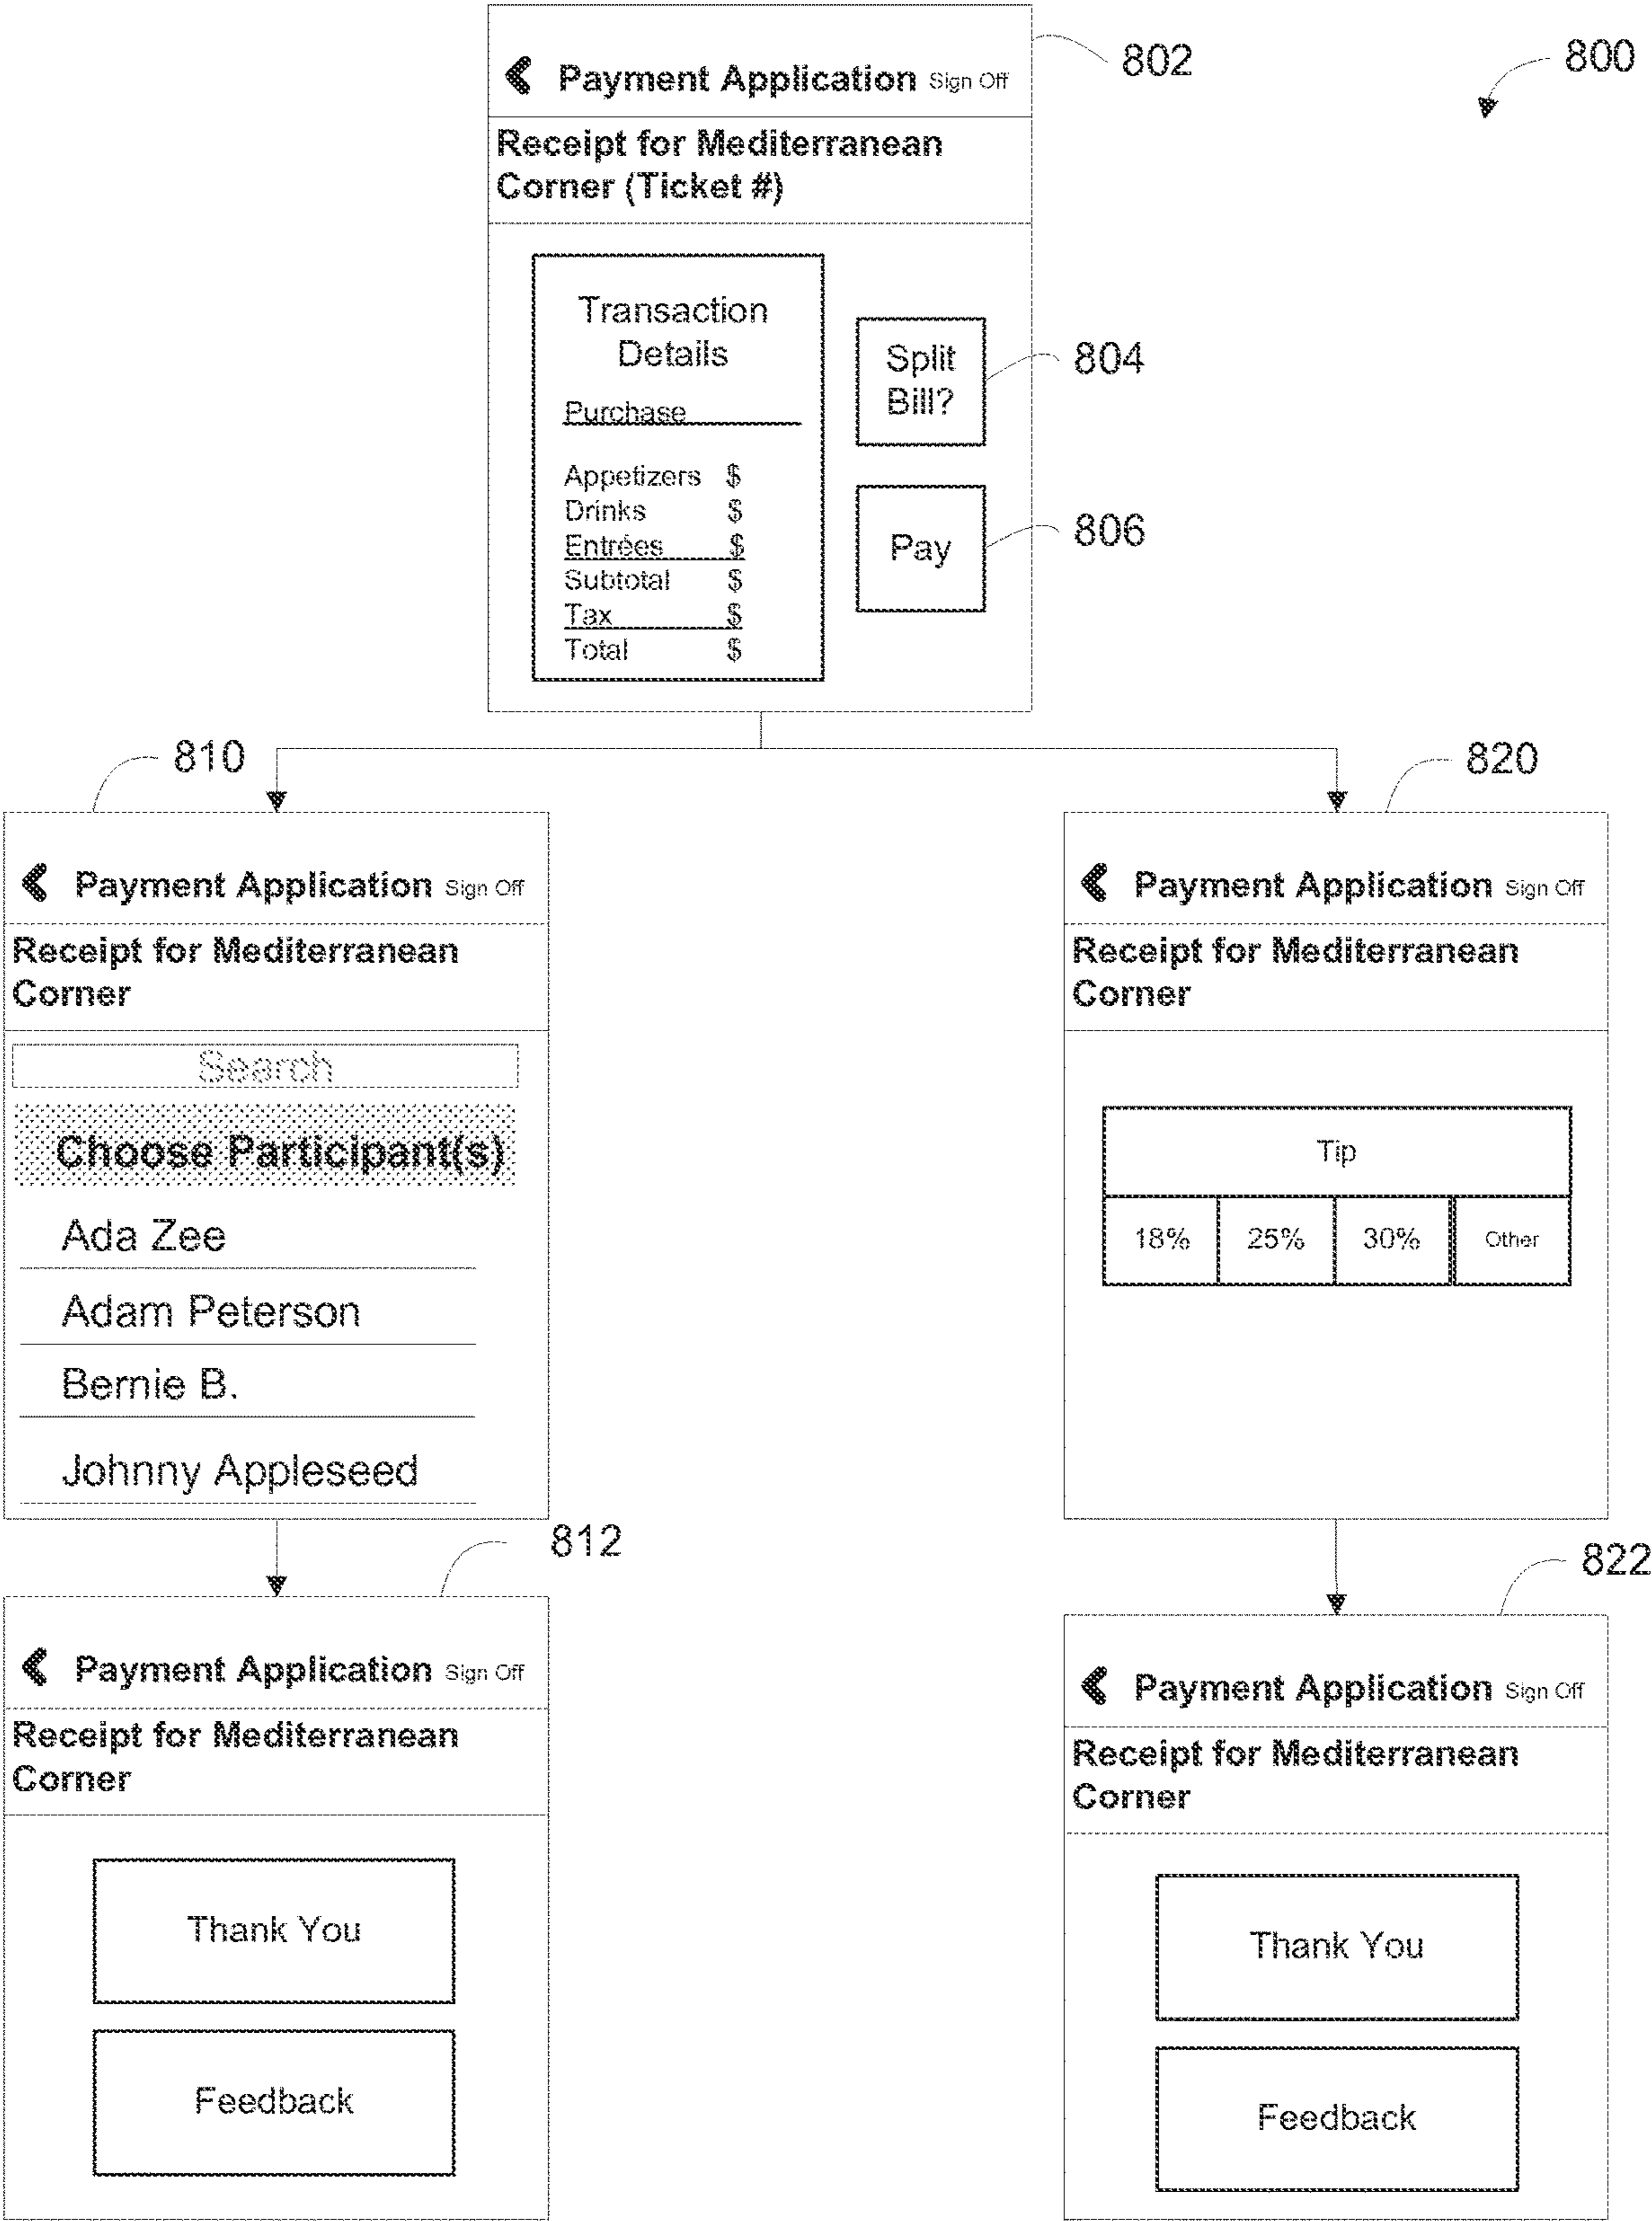 802
800
Payment Application Sign Off
Receipt for Mediterranean
Corner (Ticket #)
Transaction
Details
Purchase
Appetizers $
Drinks $
Entrées $
Subtotal $
Tax $
Total $
Split
Bill?
804
Pay
806
810
Payment Application Sign Off
Receipt for Mediterranean
Corner
Search
Choose Participant(s)
Ada Zee
Adam Peterson
Bernie B.
Johnny Appleseed
820
Payment Application Sign Off
Receipt for Mediterranean
Corner
Tip
18% 25% 30% Other
812
Payment Application Sign Off
Receipt for Mediterranean
Corner
Thank You
Feedback
822
Payment Application Sign Off
Receipt for Mediterranean
Corner
Thank You
Feedback